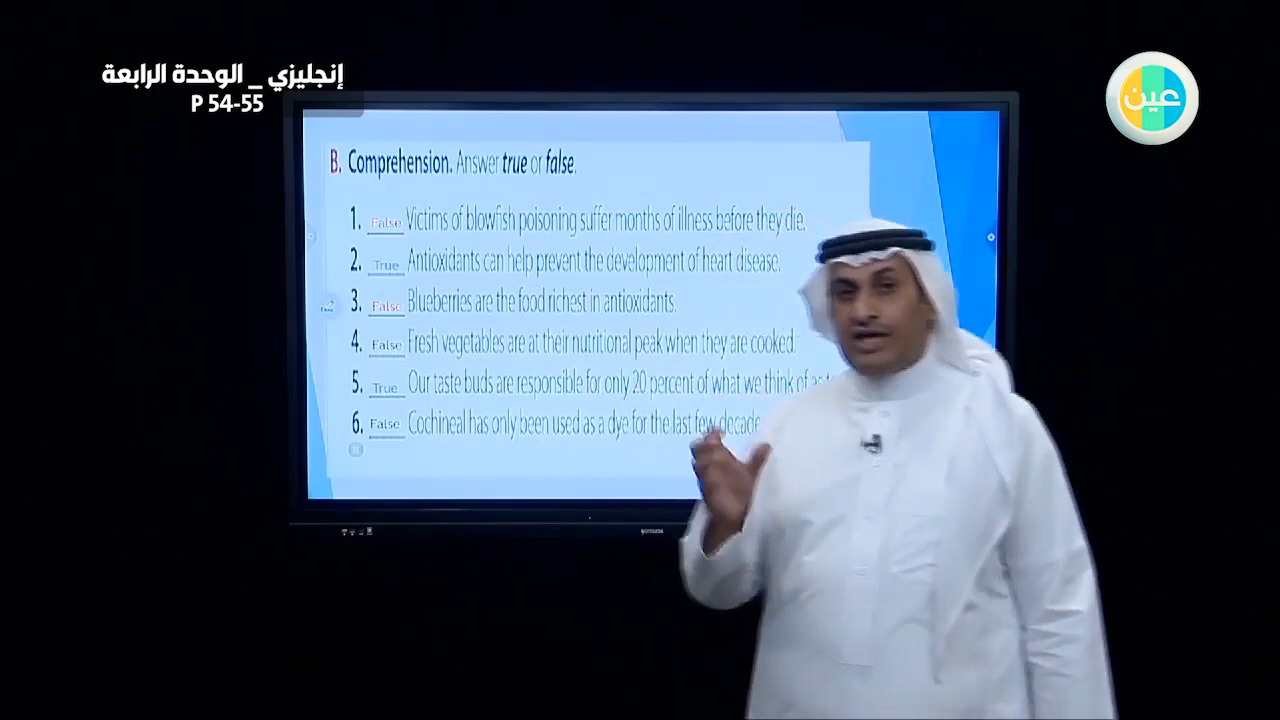 إنجليزي _ الوحدة الرابعة
P 54-55
عين
B. Comprehension. Answer true or false.
1. False Victims of blowfish poisoning suffer months of illness before they die.
2. True Antioxidants can help prevent the development of heart disease.
3. False Blueberries are the food richest in antioxidants.
4. False Fresh vegetables are at their nutritional peak when they are cooked.
5. True Our taste buds are responsible for only 20 percent of what we think of as
6. False Cochineal has only been used as a dye for the last few